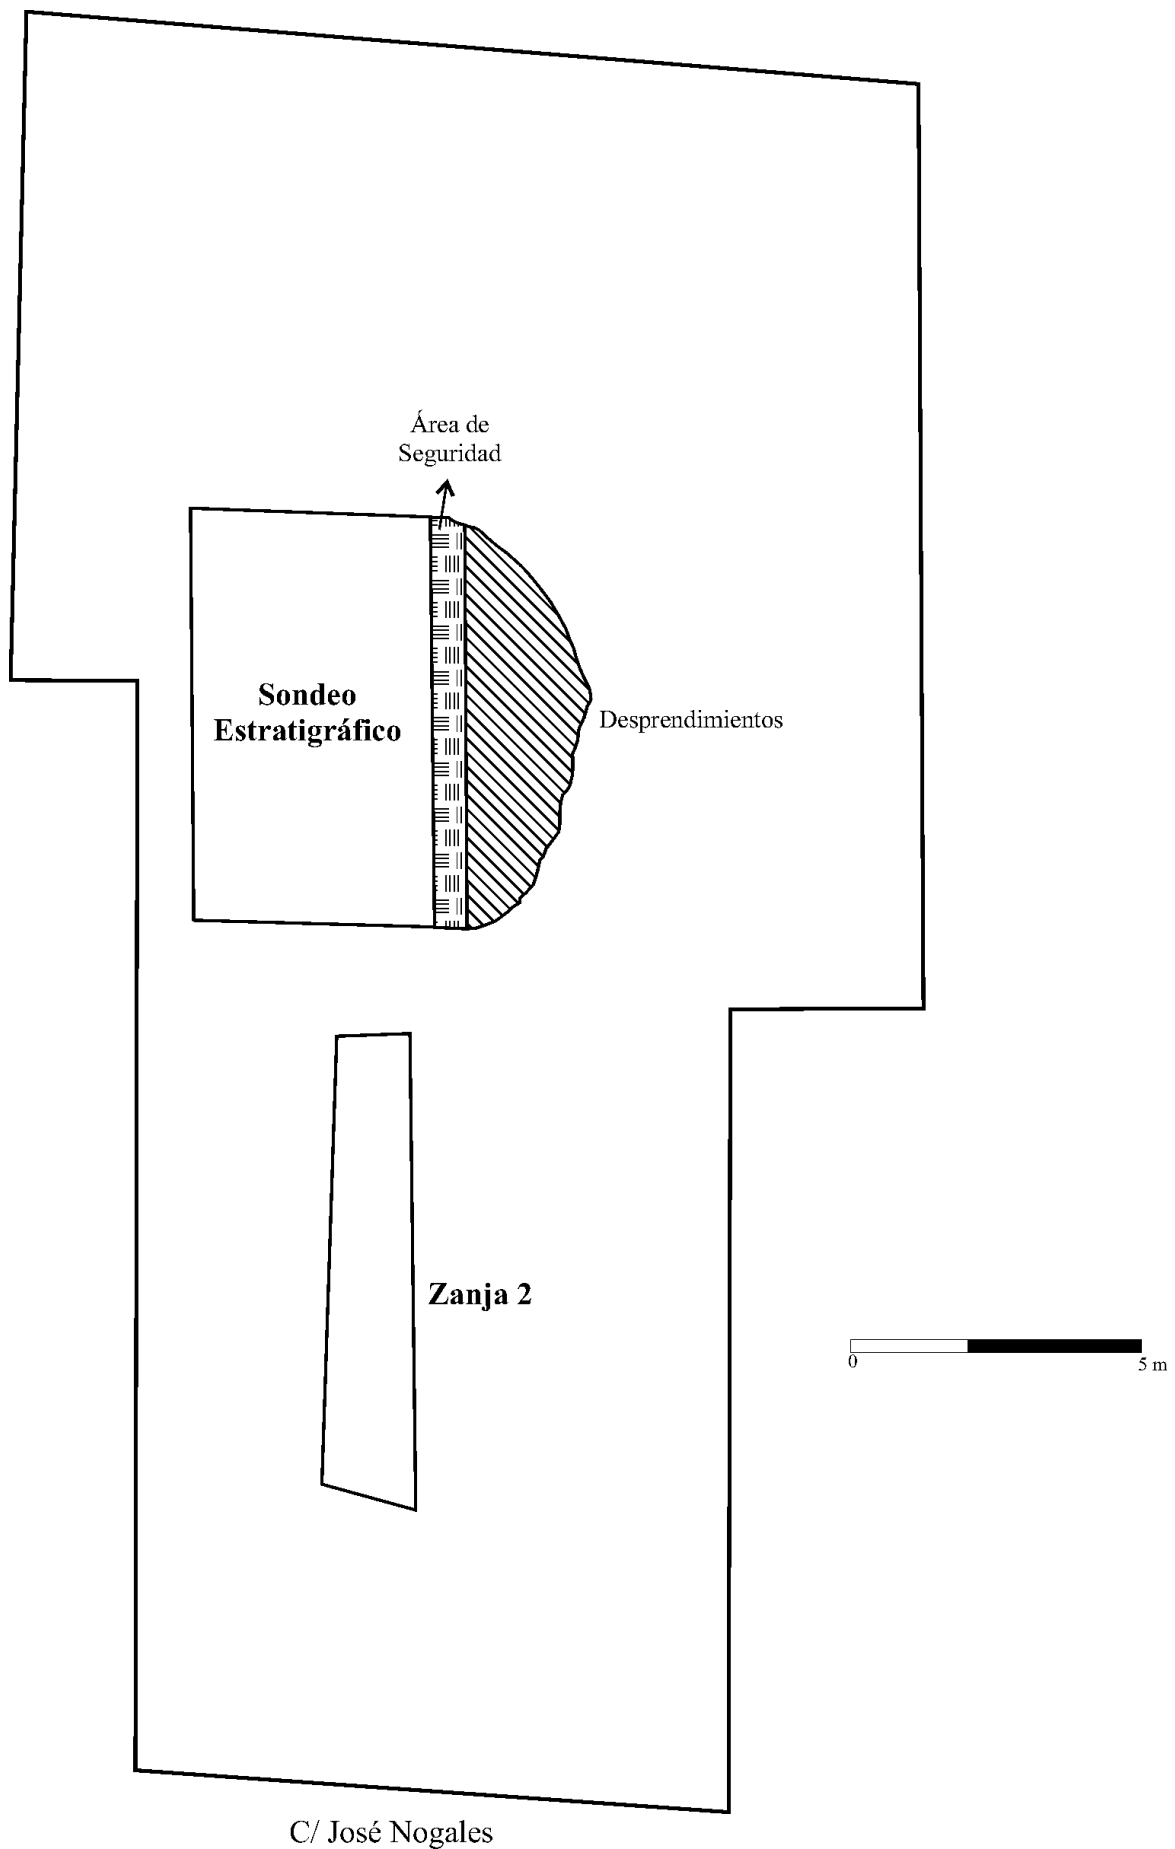 Área de
Seguridad
Sondeo
Estratigráfico
Desprendimientos
Zanja 2
0
5 m
C/ José Nogales